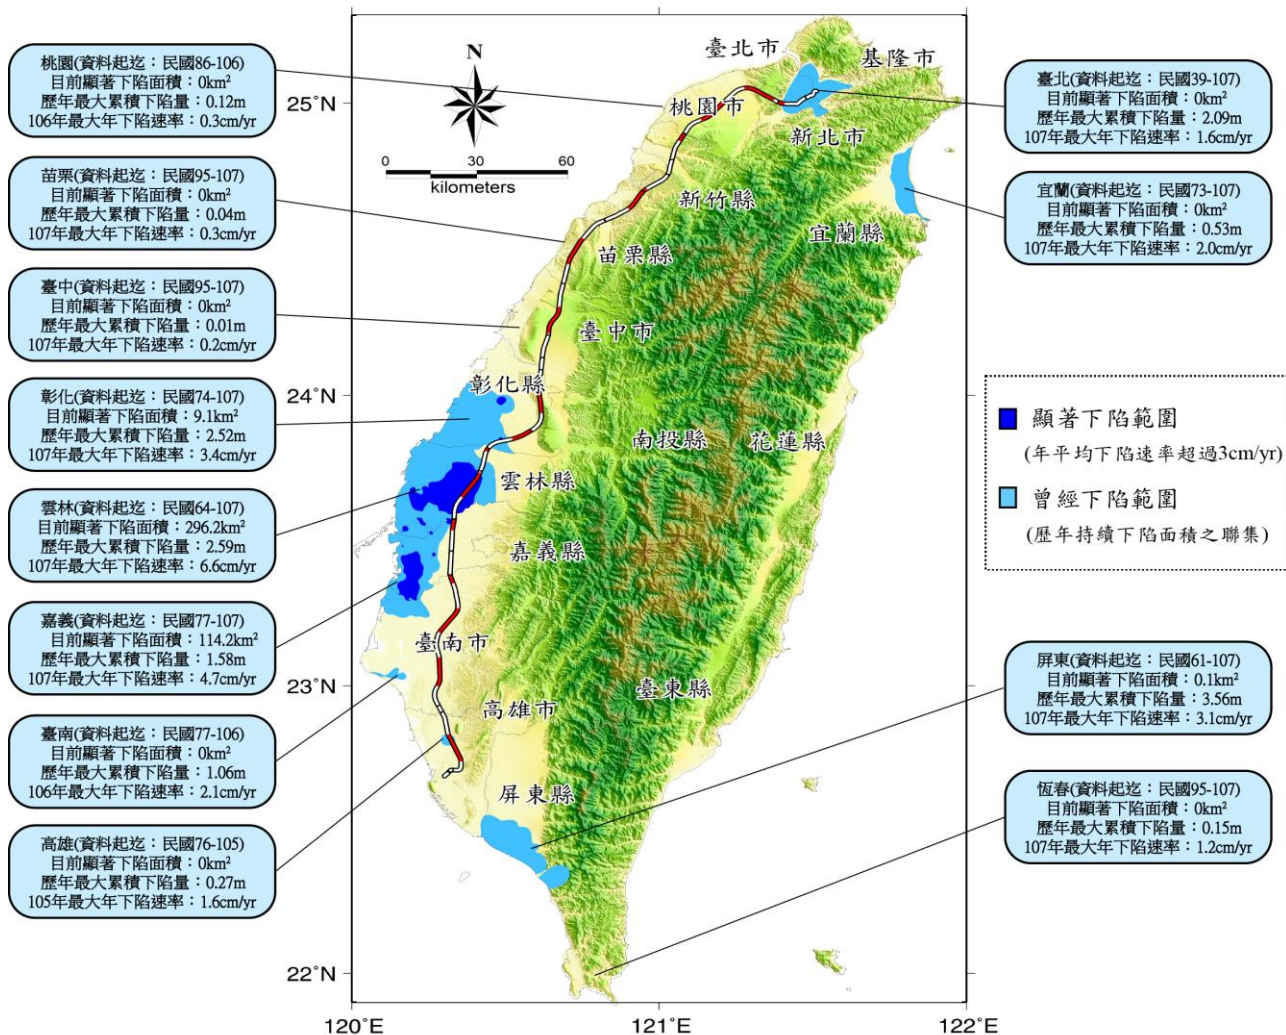 桃園(資料起迄：民國86-106)
目前顯著下陷面積：0km²
歷年最大累積下陷量：0.12m
106年最大年下陷速率：0.3cm/yr
苗栗(資料起迄：民國95-107)
目前顯著下陷面積：0km²
歷年最大累積下陷量：0.04m
107年最大年下陷速率：0.3cm/yr
臺中(資料起迄：民國95-107)
目前顯著下陷面積：0km²
歷年最大累積下陷量：0.01m
107年最大年下陷速率：0.2cm/yr
彰化(資料起迄：民國74-107)
目前顯著下陷面積：9.1km²
歷年最大累積下陷量：2.52m
107年最大年下陷速率：3.4cm/yr
雲林(資料起迄：民國64-107)
目前顯著下陷面積：296.2km²
歷年最大累積下陷量：2.59m
107年最大年下陷速率：6.6cm/yr
嘉義(資料起迄：民國77-107)
目前顯著下陷面積：114.2km²
歷年最大累積下陷量：1.58m
107年最大年下陷速率：4.7cm/yr
臺南(資料起迄：民國77-106)
目前顯著下陷面積：0km²
歷年最大累積下陷量：1.06m
106年最大年下陷速率：2.1cm/yr
高雄(資料起迄：民國76-105)
目前顯著下陷面積：0km²
歷年最大累積下陷量：0.27m
105年最大年下陷速率：1.6cm/yr
N
0 30 60
kilometers
25°N
24°N
23°N
22°N
120°E 121°E 122°E
臺北市
基隆市
桃園市
新北市
新竹縣
宜蘭縣
苗栗縣
臺中市
彰化縣
南投縣
花蓮縣
雲林縣
嘉義縣
臺南市
臺東縣
高雄市
屏東縣
臺北(資料起迄：民國39-107)
目前顯著下陷面積：0km²
歷年最大累積下陷量：2.09m
107年最大年下陷速率：1.6cm/yr
宜蘭(資料起迄：民國73-107)
目前顯著下陷面積：0km²
歷年最大累積下陷量：0.53m
107年最大年下陷速率：2.0cm/yr
顯著下陷範圍
(年平均下陷速率超過3cm/yr)
曾經下陷範圍
(歷年持續下陷面積之聯集)
屏東(資料起迄：民國61-107)
目前顯著下陷面積：0.1km²
歷年最大累積下陷量：3.56m
107年最大年下陷速率：3.1cm/yr
恆春(資料起迄：民國95-107)
目前顯著下陷面積：0km²
歷年最大累積下陷量：0.15m
107年最大年下陷速率：1.2cm/yr